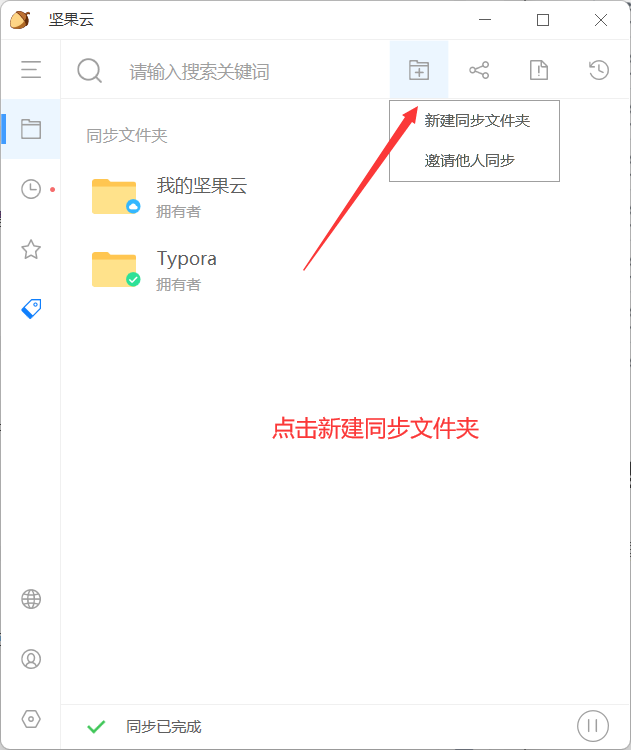 坚果云
请输入搜索关键词
新建同步文件夹
邀请他人同步
同步文件夹
我的坚果云
拥有者
Typora
拥有者
点击新建同步文件夹
同步已完成